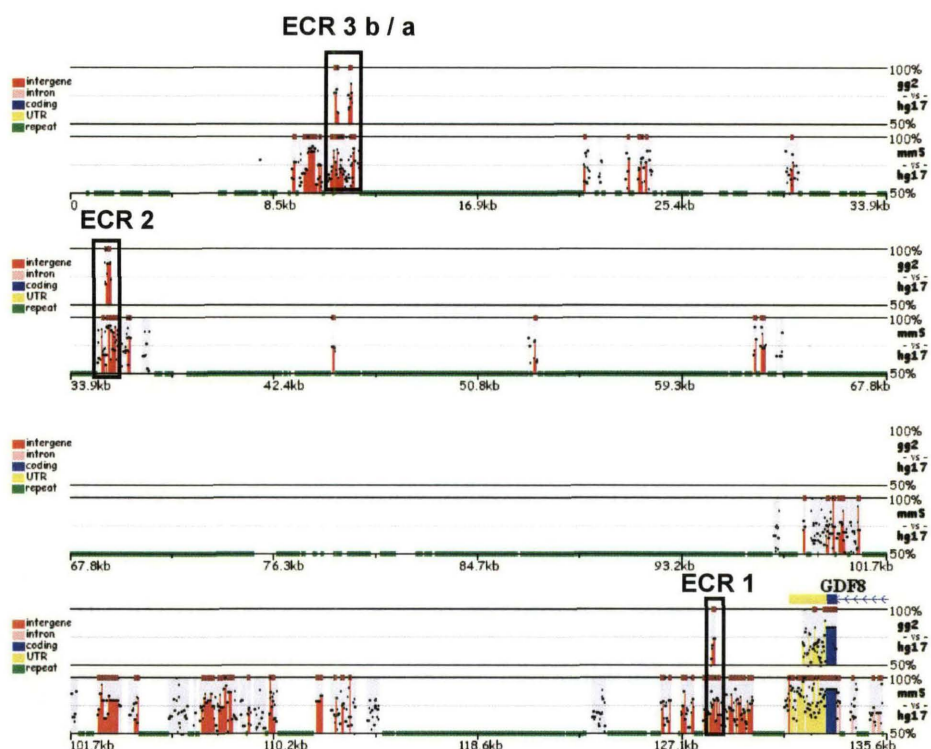 ECR 3 b / a
intergene
intron
coding
UTR
repeat
100%
gg2
- vs -
hg17
50%
100%
mm5
- vs -
hg17
50%
0
8.5kb
16.9kb
25.4kb
33.9kb
ECR 2
intergene
intron
coding
UTR
repeat
100%
gg2
- vs -
hg17
50%
100%
mm5
- vs -
hg17
50%
33.9kb
42.4kb
50.8kb
59.3kb
67.8kb
intergene
intron
coding
UTR
repeat
100%
gg2
- vs -
hg17
50%
100%
mm5
- vs -
hg17
50%
67.8kb
76.3kb
84.7kb
93.2kb
101.7kb
ECR 1
GDF8
intergene
intron
coding
UTR
repeat
100%
gg2
- vs -
hg17
50%
100%
mm5
- vs -
hg17
50%
101.7kb
110.2kb
118.6kb
127.1kb
135.6kb